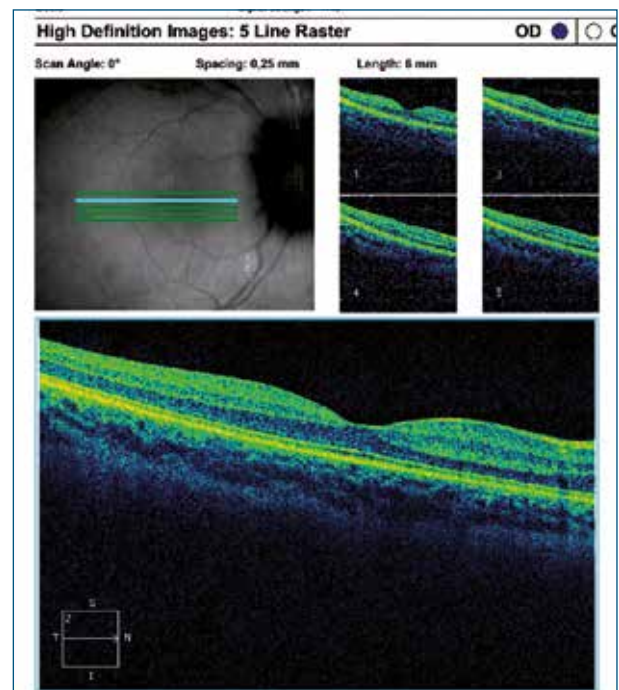 High Definition Images: 5 Line Raster OD
Scan Angle: 0° Spacing: 0,25 mm Length: 6 mm
1
4
5
2
S
T N
I